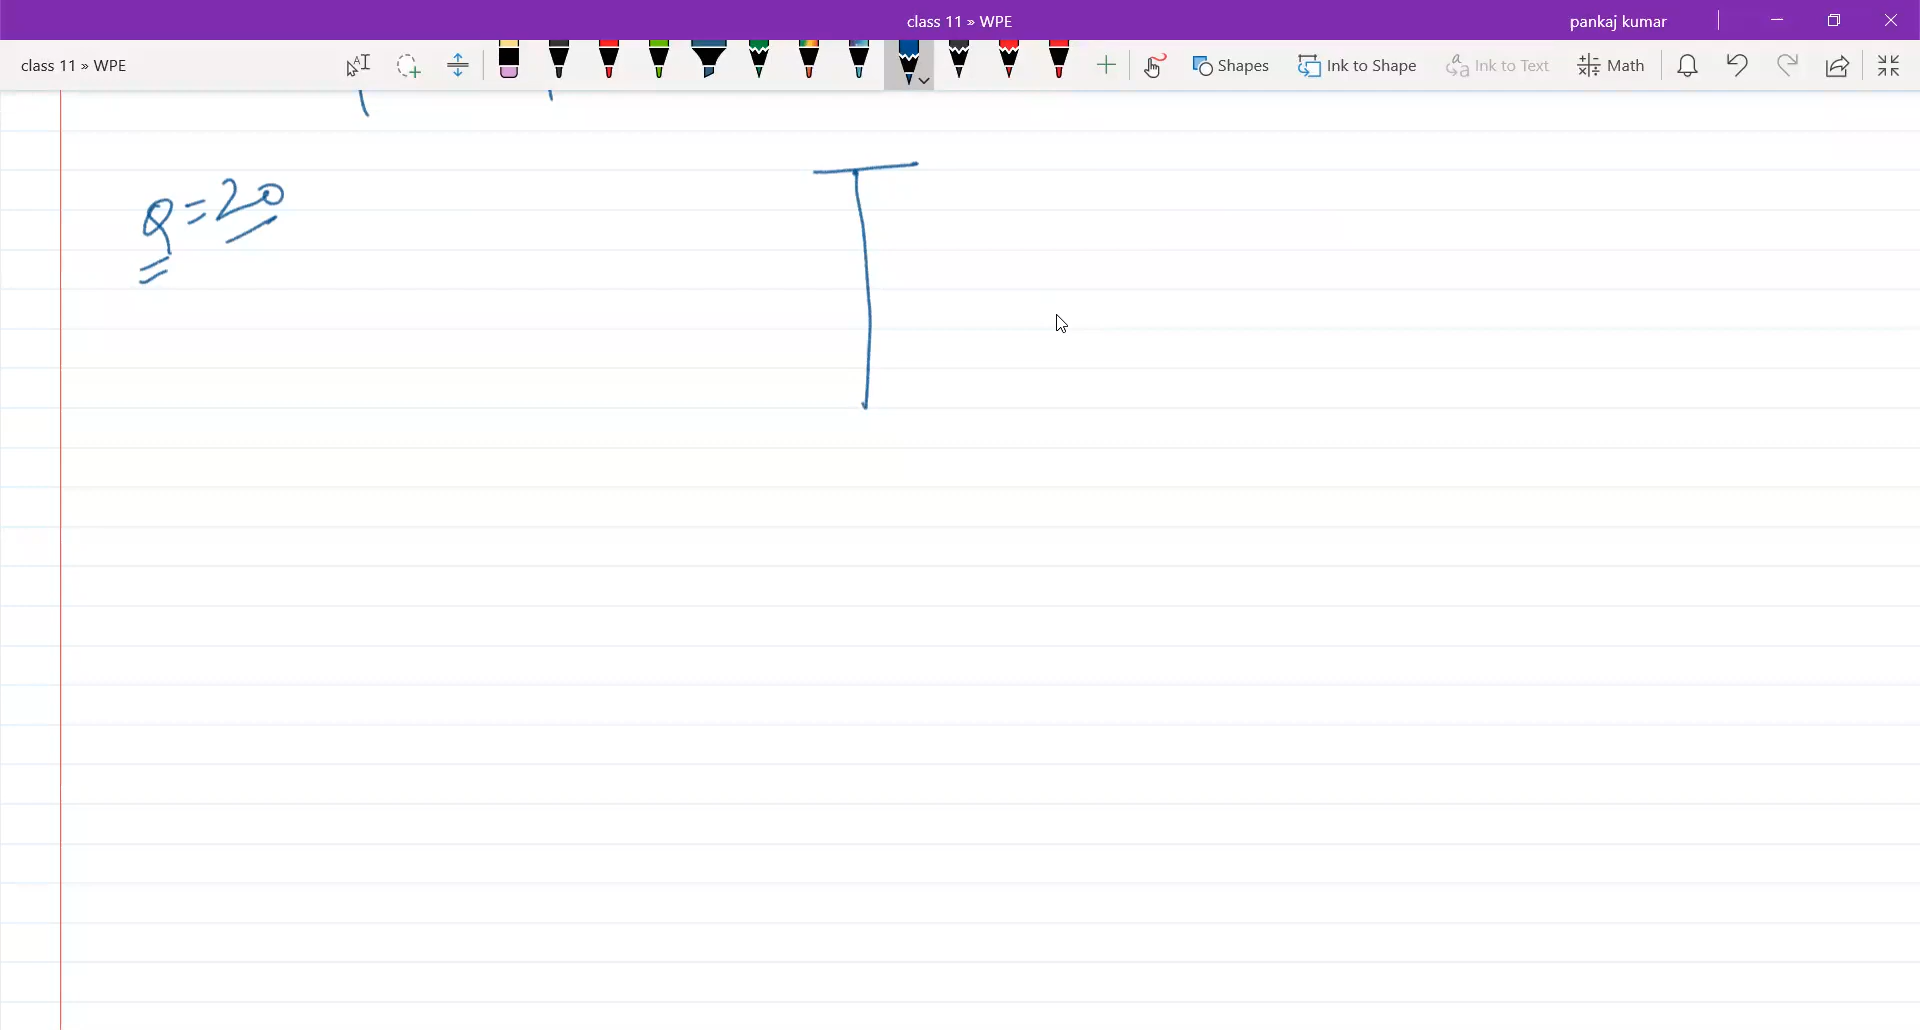 class 11 » WPE
pankaj kumar
class 11 » WPE
Shapes
Ink to Shape
Ink to Text
Math
Q = 20